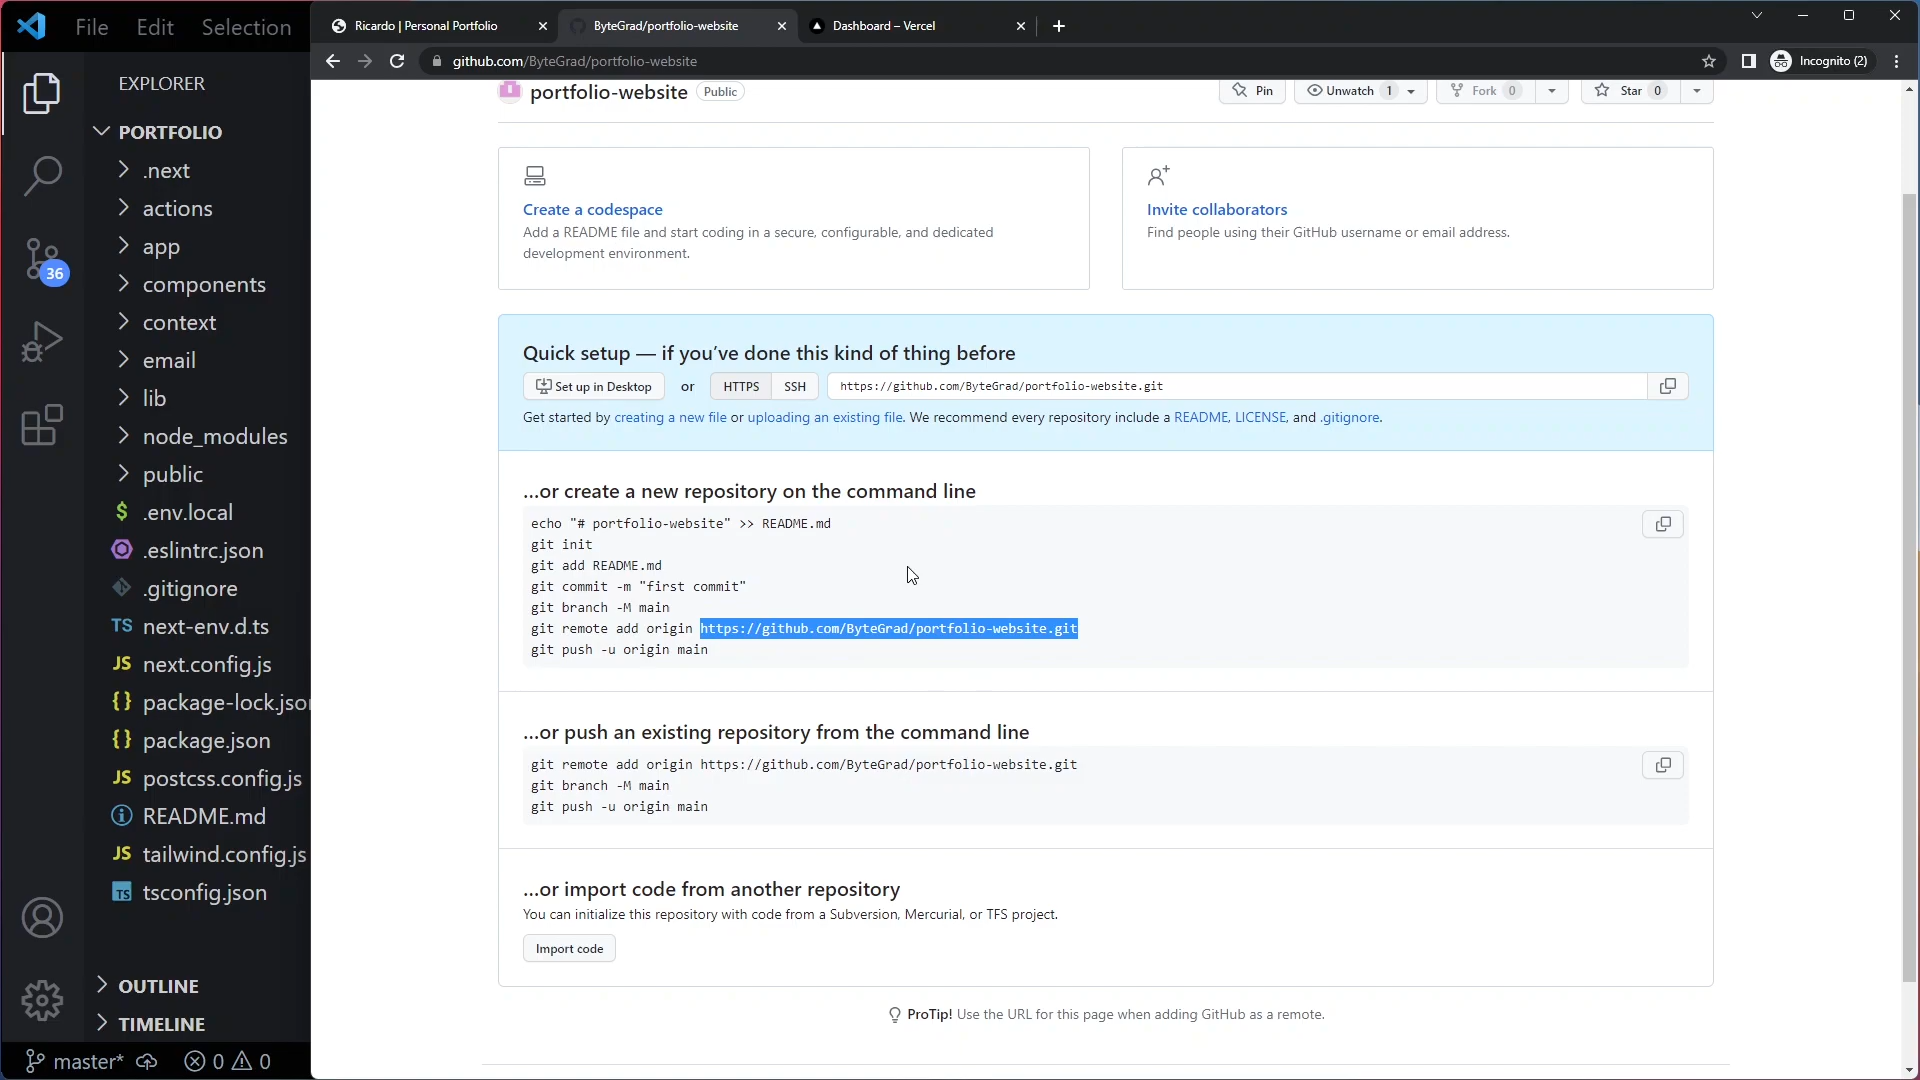 File Edit Selection
EXPLORER
PORTFOLIO
.next
actions
app
components
context
email
lib
node_modules
public
.env.local
.eslintrc.json
.gitignore
TS next-env.d.ts
JS next.config.js
{} package-lock.json
{} package.json
JS postcss.config.js
README.md
JS tailwind.config.js
TS tsconfig.json
36
OUTLINE
TIMELINE
master* 0 0
Ricardo | Personal Portfolio
ByteGrad/portfolio-website
Dashboard – Vercel
github.com/ByteGrad/portfolio-website
Incognito (2)
portfolio-website Public
Pin Unwatch 1 Fork 0 Star 0
Create a codespace
Add a README file and start coding in a secure, configurable, and dedicated
development environment.
Invite collaborators
Find people using their GitHub username or email address.
Quick setup — if you’ve done this kind of thing before
Set up in Desktop or HTTPS SSH https://github.com/ByteGrad/portfolio-website.git
Get started by creating a new file or uploading an existing file. We recommend every repository include a README, LICENSE, and .gitignore.
…or create a new repository on the command line
echo "# portfolio-website" >> README.md
git init
git add README.md
git commit -m "first commit"
git branch -M main
git remote add origin https://github.com/ByteGrad/portfolio-website.git
git push -u origin main
…or push an existing repository from the command line
git remote add origin https://github.com/ByteGrad/portfolio-website.git
git branch -M main
git push -u origin main
…or import code from another repository
You can initialize this repository with code from a Subversion, Mercurial, or TFS project.
Import code
ProTip! Use the URL for this page when adding GitHub as a remote.